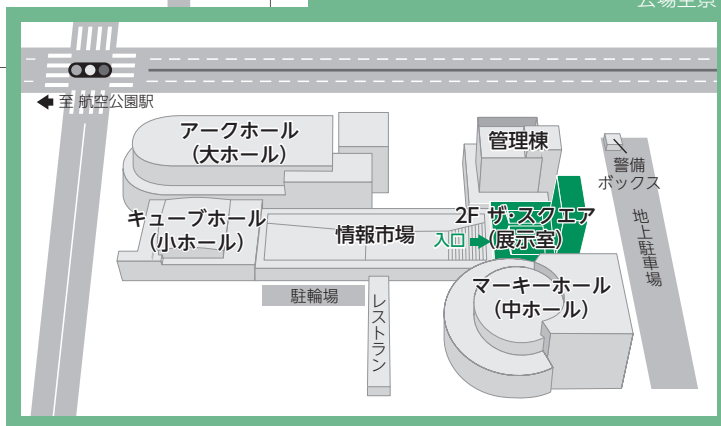 会場全景
至 航空公園駅
アークホール
（大ホール）
管理棟
警備
ボックス
キューブホール
（小ホール）
情報市場
2F ザ・スクエア
（展示室）
入口
地上駐車場
マーキーホール
（中ホール）
駐輪場
レストラン